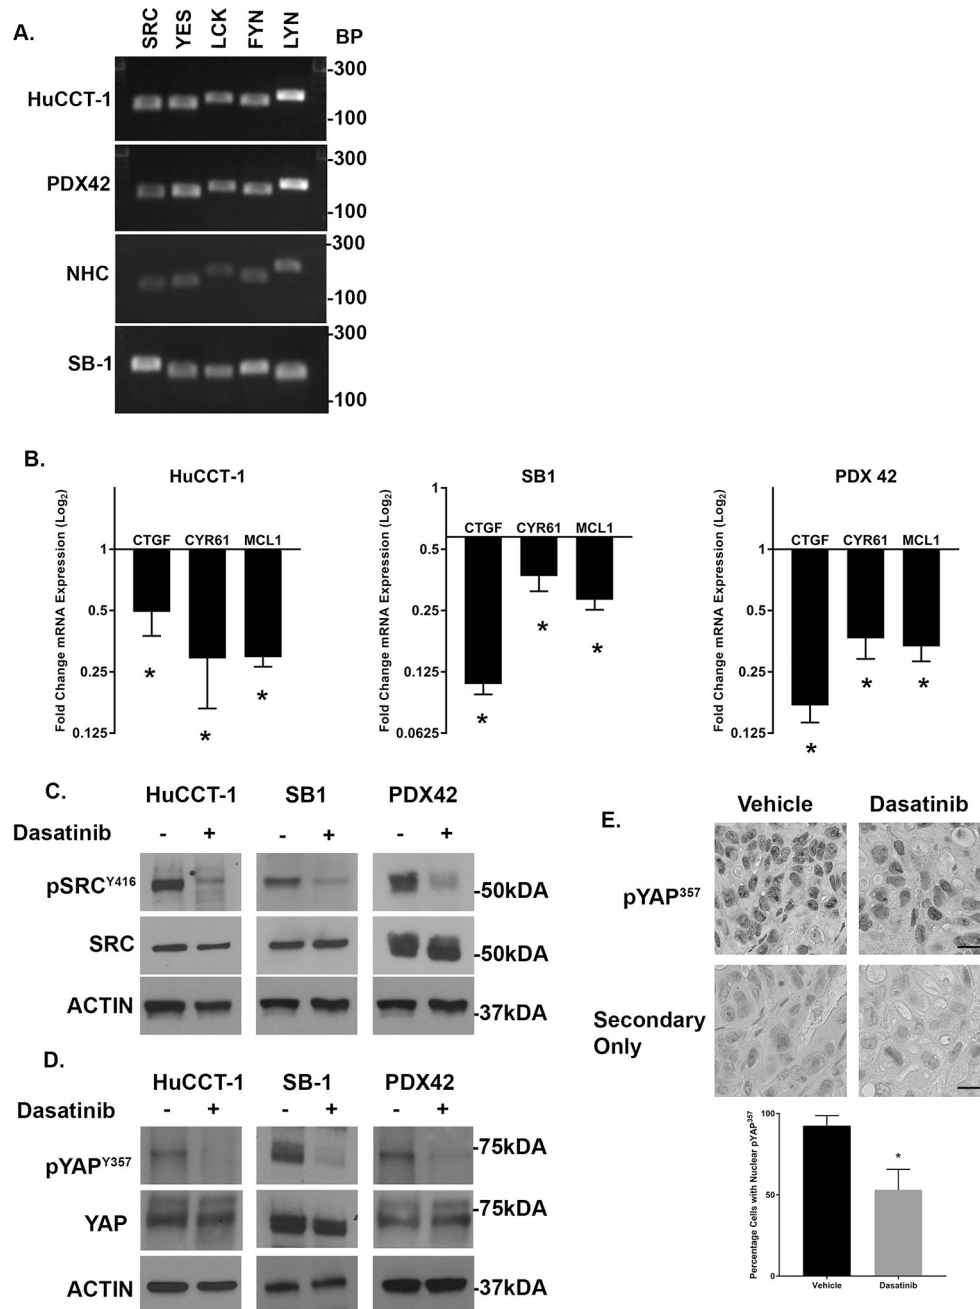 A.
SRC YES LCK FYN LYN BP
HuCCT-1 -300
-100
PDX42 -300
-100
NHC -300
-100
SB-1 -300
-100
B.
HuCCT-1
Fold Change mRNA Expression (Log2)
CTGF CYR61 MCL1
1
0.5
0.25
0.125
* * *
SB1
Fold Change mRNA Expression (Log2)
1
CTGF CYR61 MCL1
0.5
0.25
0.125
0.0625
* * *
PDX 42
Fold Change mRNA Expression (Log2)
CTGF CYR61 MCL1
1
0.5
0.25
0.125
* * *
C.
HuCCT-1 SB1 PDX42
Dasatinib - + - + - +
pSRCY416 -50kDA
SRC -50kDA
ACTIN -37kDA
D.
HuCCT-1 SB-1 PDX42
Dasatinib - + - + - +
pYAPY357 -75kDA
YAP -75kDA
ACTIN -37kDA
E.
Vehicle Dasatinib
pYAP357
Secondary
Only
Percentage Cells with Nuclear pYAP357
100
50
0
*
Vehicle Dasatinib